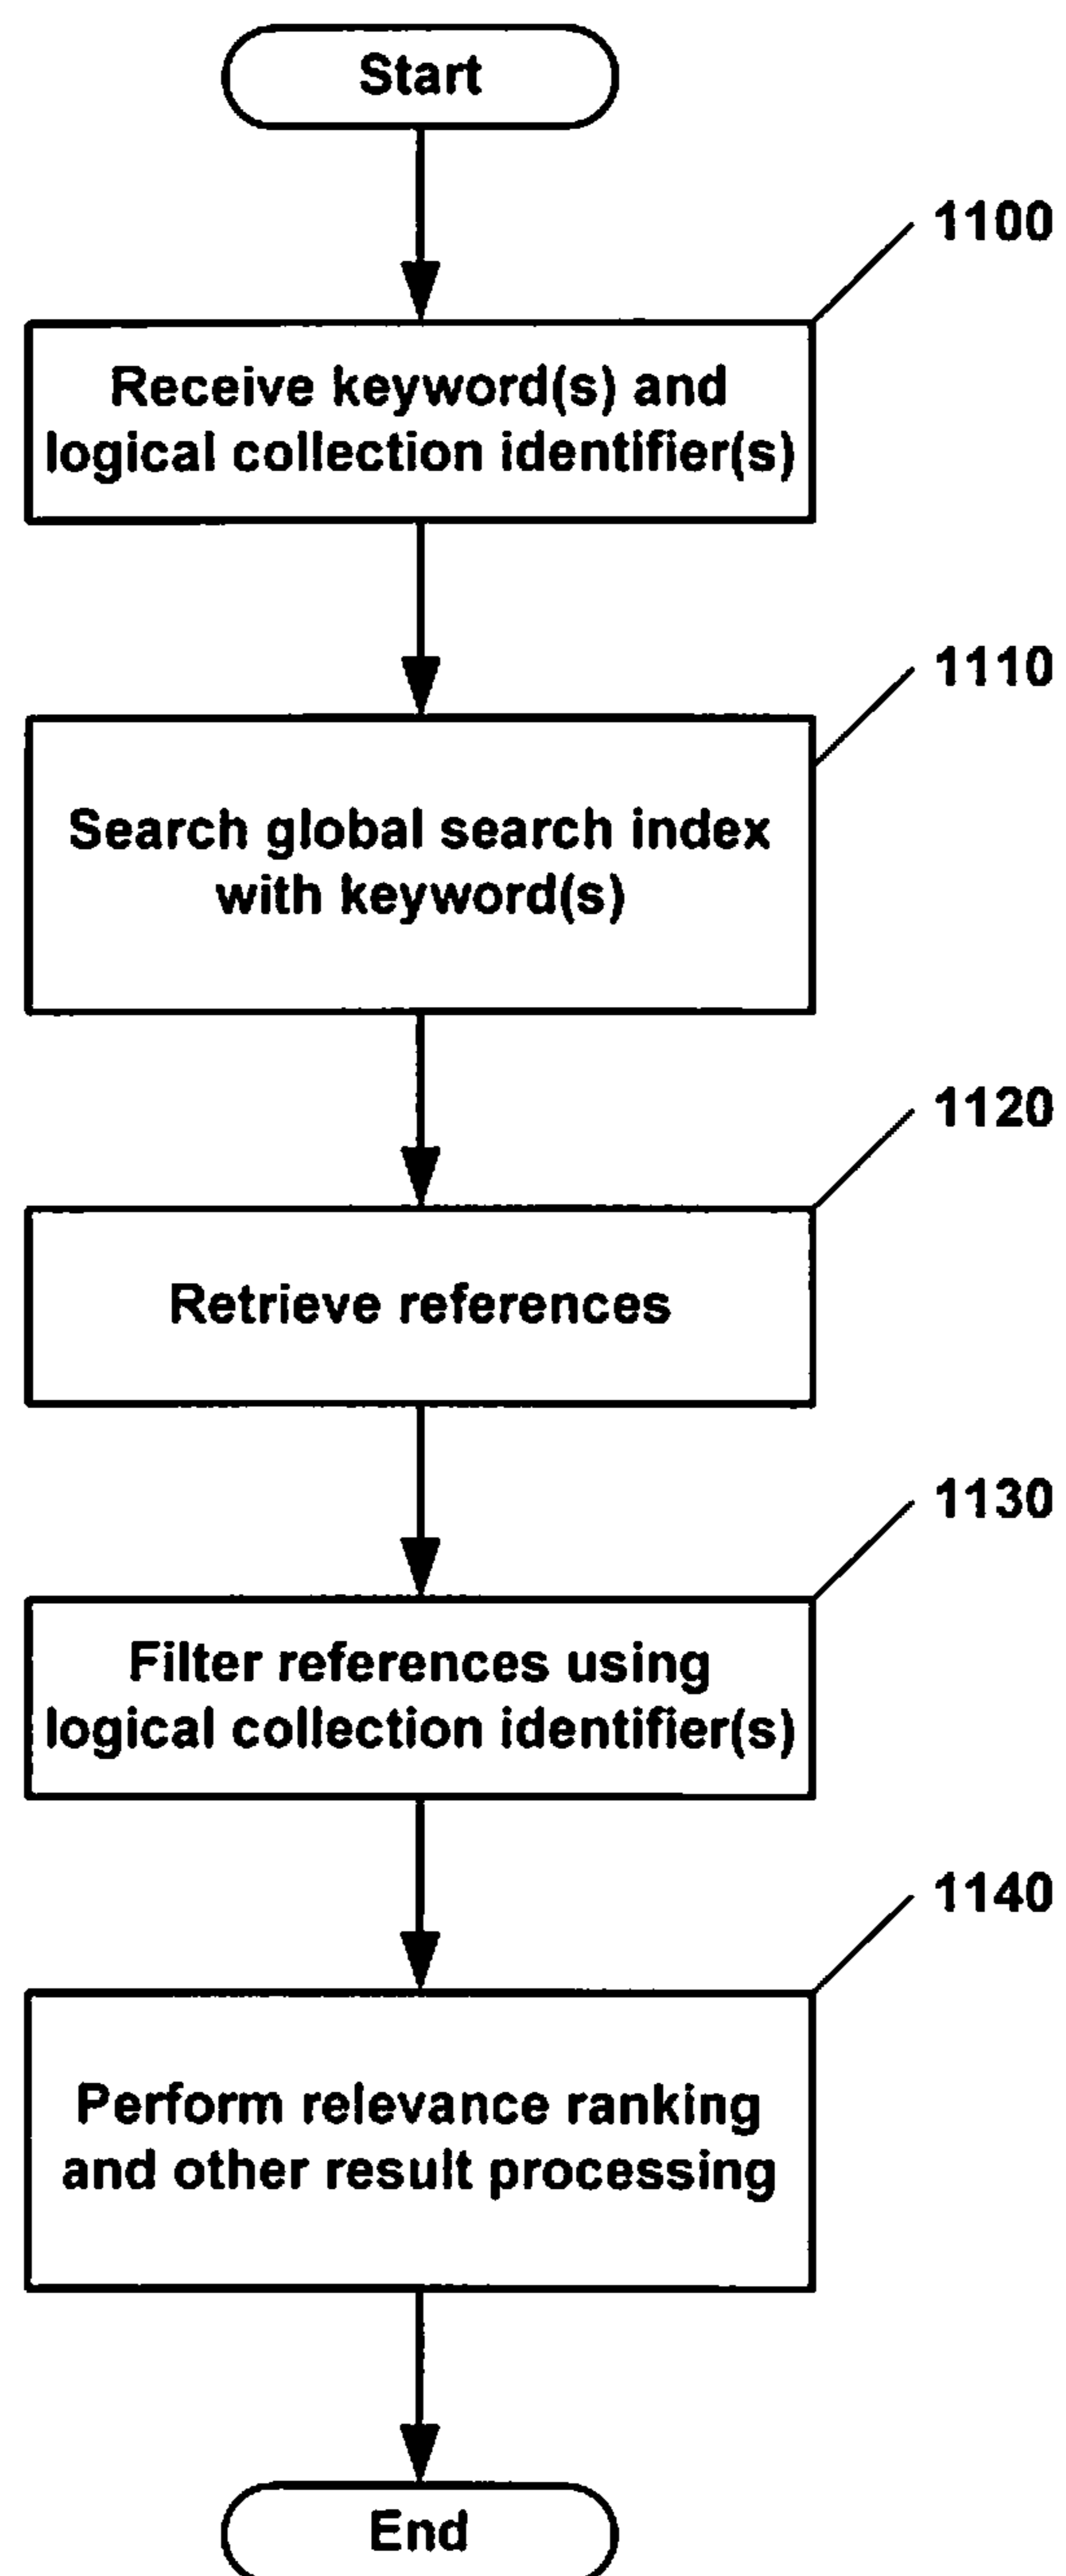 Start
1100
Receive keyword(s) and
logical collection identifier(s)
1110
Search global search index
with keyword(s)
1120
Retrieve references
1130
Filter references using
logical collection identifier(s)
1140
Perform relevance ranking
and other result processing
End